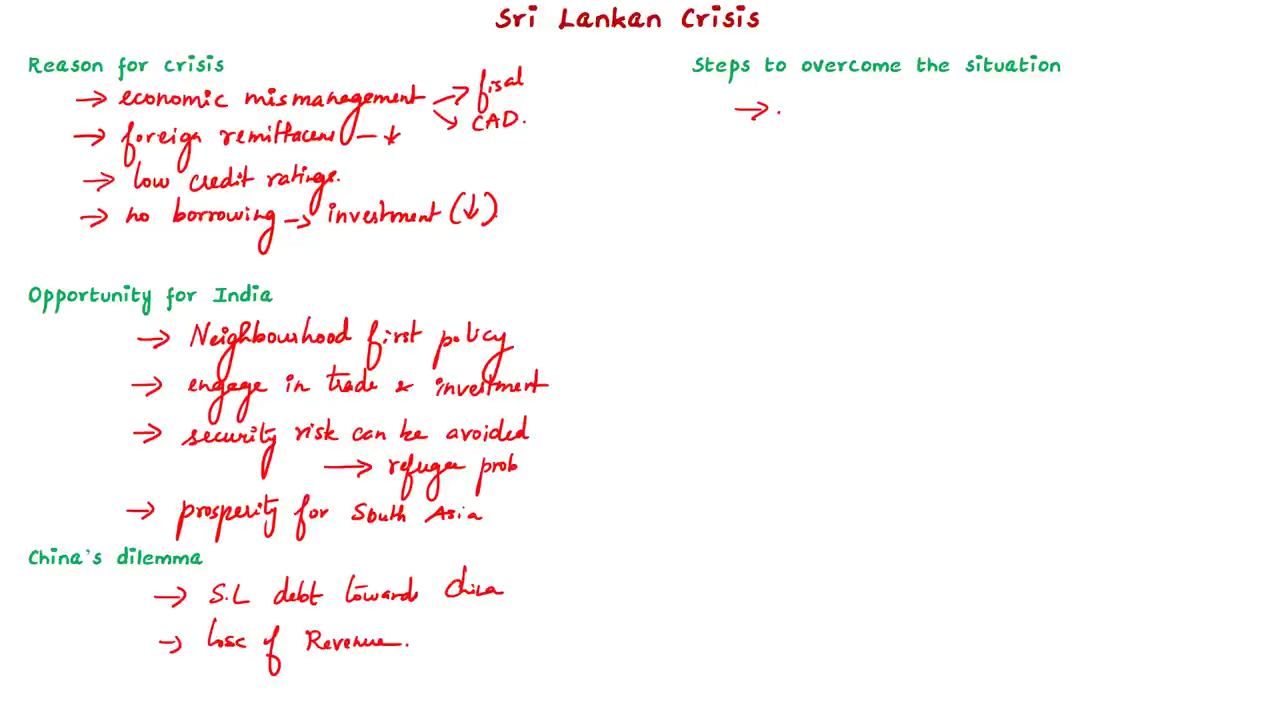 Sri Lankan Crisis
Reason for crisis
→ economic mismanagement → fisal
→ CAD.
→ foreign remittacens – ↓
→ low credit ratings.
→ no borrowing → investment (↓)
Opportunity for India
→ Neighbourhood first policy
→ engage in trade & investment
→ security risk can be avoided
→ refugee prob
→ prosperity for South Asia
China's dilemma
→ S.L debt towards China
→ loss of Revenue.
Steps to overcome the situation
→ .